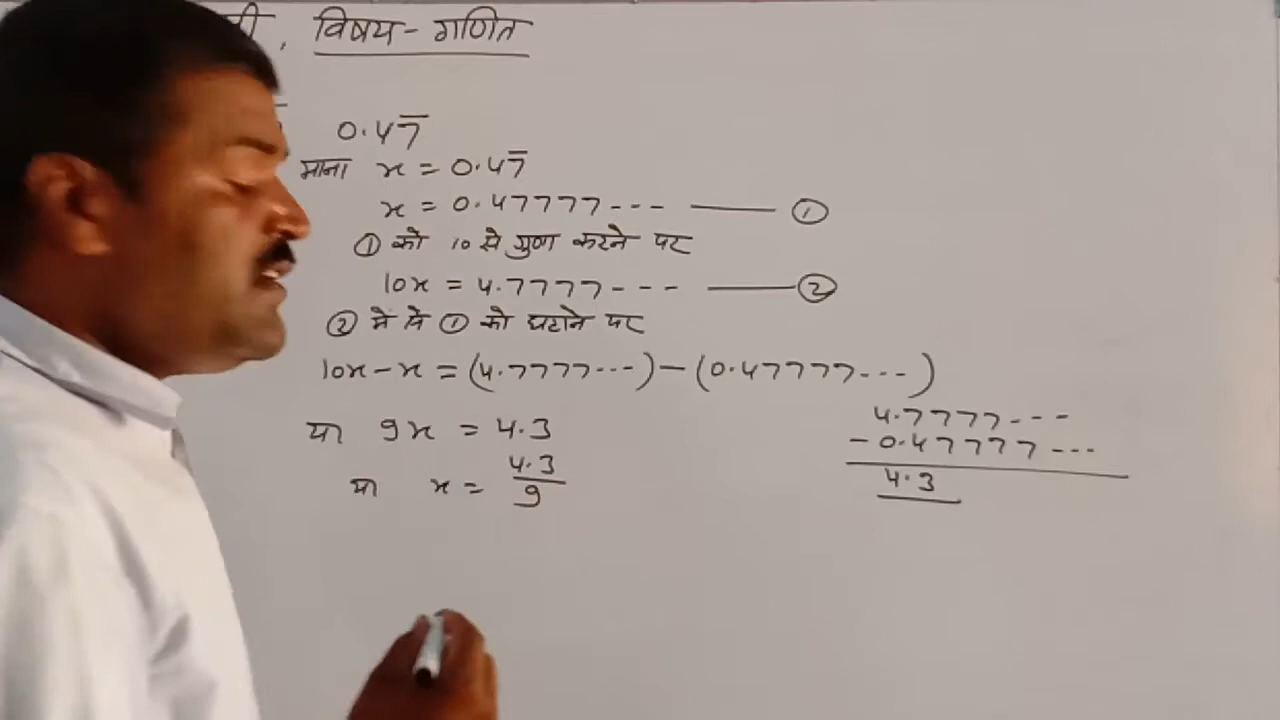 विषय - गणित
0.47̅
माना x = 0.47̅
x = 0.47777--- —— ①
① को 10 से गुणा करने पर
10x = 4.7777---- —— ②
② में से ① को घटाने पर
10x-x = (4.7777---) - (0.47777---)
4.7777---
या 9x = 4.3
- 0.47777---
या x = 4.3/9
4.3